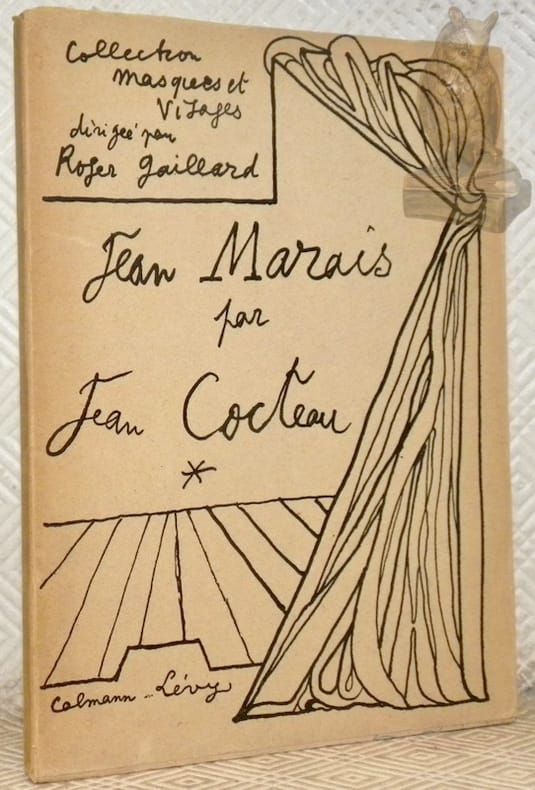 Collection
Masques et
Visages
dirigée par
Roger Gaillard
Jean Marais
par
Jean Cocteau
*
Calmann-Lévy